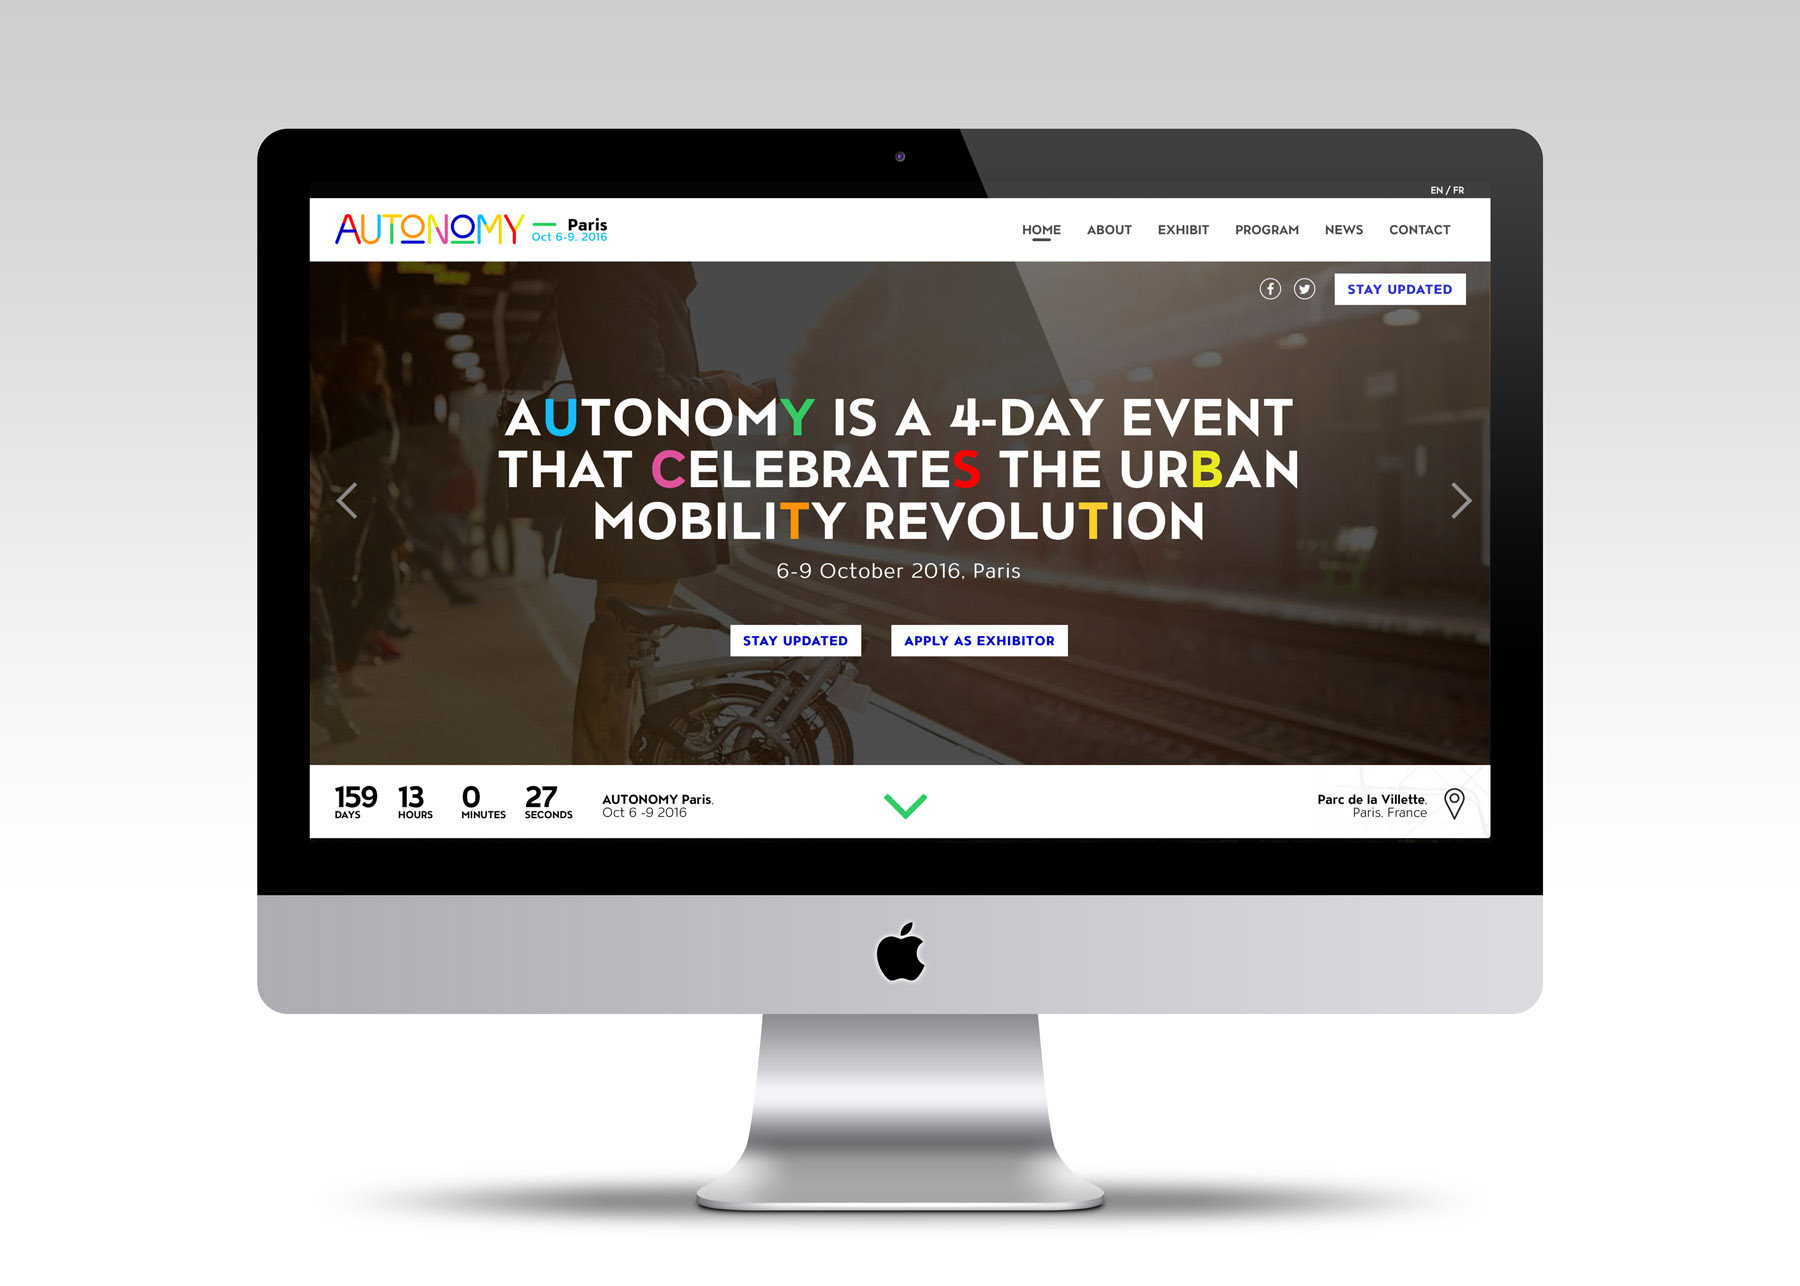 EN / FR
AUTONOMY — Paris
Oct 6-9. 2016
HOME ABOUT EXHIBIT PROGRAM NEWS CONTACT
STAY UPDATED
AUTONOMY IS A 4-DAY EVENT
THAT CELEBRATES THE URBAN
MOBILITY REVOLUTION
6-9 October 2016, Paris
STAY UPDATED APPLY AS EXHIBITOR
159 13 0 27
DAYS HOURS MINUTES SECONDS
AUTONOMY Paris,
Oct 6 -9 2016
Parc de la Villette,
Paris, France